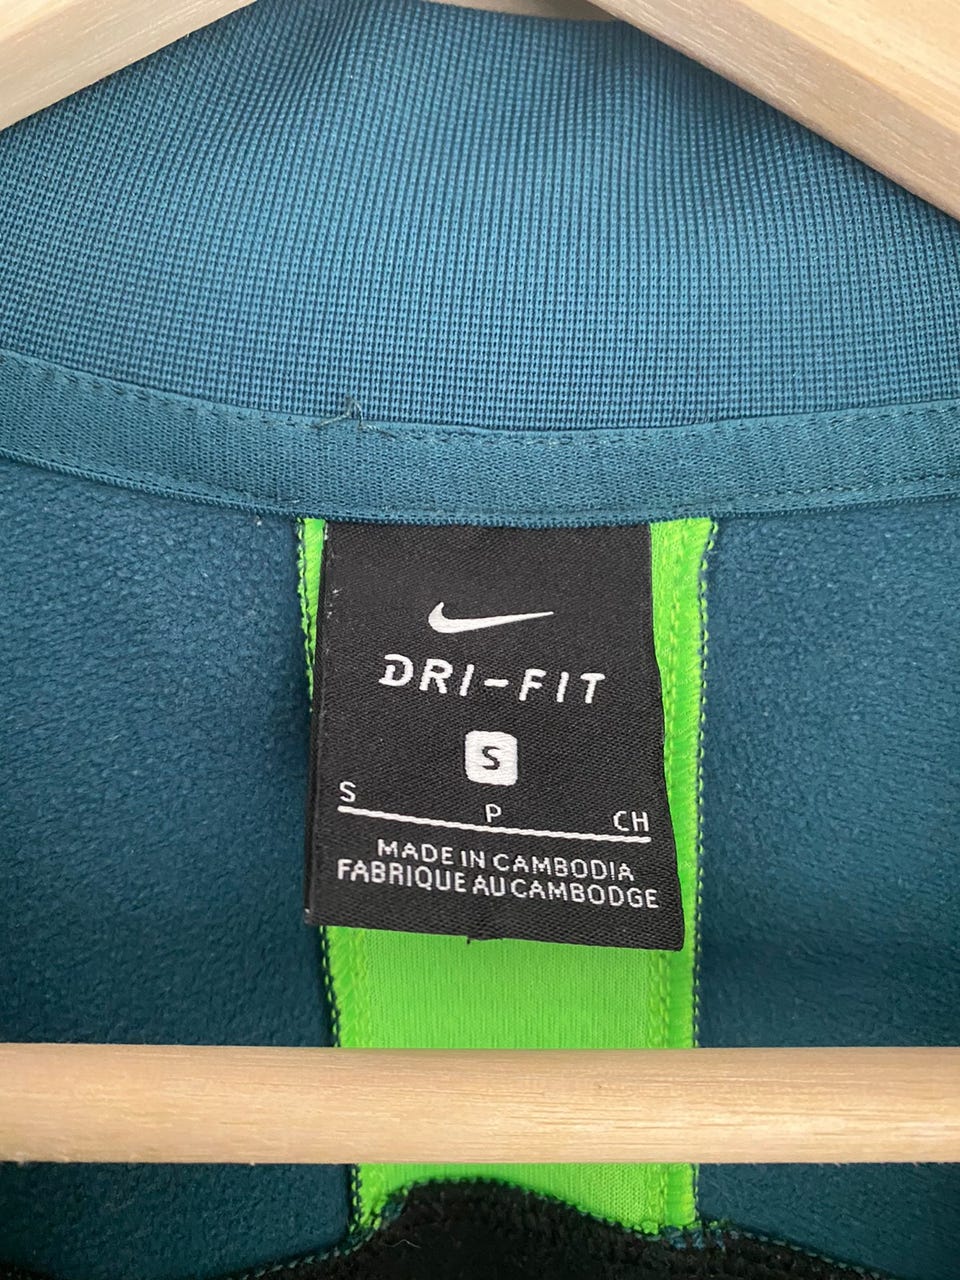 DRI-FIT
S
S P CH
MADE IN CAMBODIA
FABRIQUE AU CAMBODGE